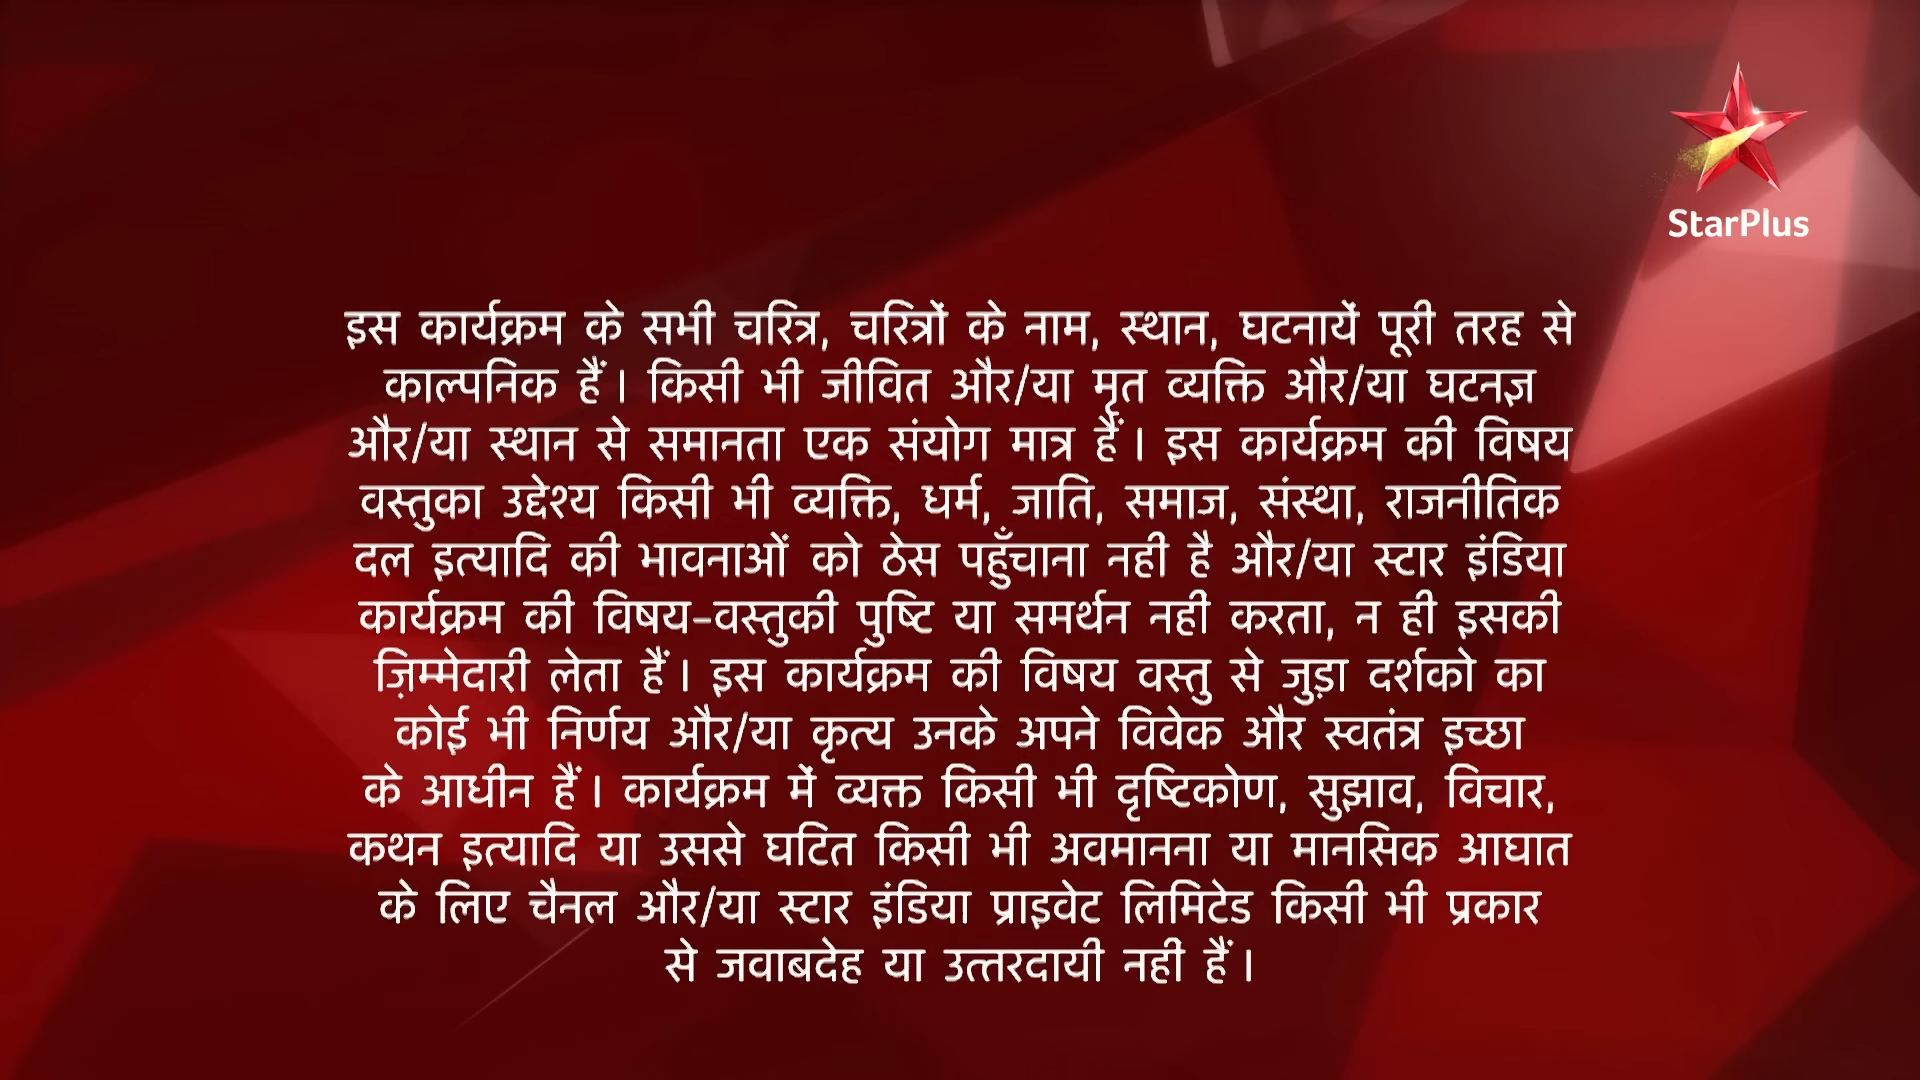 StarPlus
इस कार्यक्रम के सभी चरित्र, चरित्रों के नाम, स्थान, घटनायें पूरी तरह से
काल्पनिक हैं। किसी भी जीवित और/या मृत व्यक्ति और/या घटनज्ञ
और/या स्थान से समानता एक संयोग मात्र हैं। इस कार्यक्रम की विषय
वस्तुका उद्देश्य किसी भी व्यक्ति, धर्म, जाति, समाज, संस्था, राजनीतिक
दल इत्यादि की भावनाओं को ठेस पहुँचाना नही है और/या स्टार इंडिया
कार्यक्रम की विषय-वस्तुकी पुष्टि या समर्थन नही करता, न ही इसकी
ज़िम्मेदारी लेता हैं। इस कार्यक्रम की विषय वस्तु से जुड़ा दर्शको का
कोई भी निर्णय और/या कृत्य उनके अपने विवेक और स्वतंत्र इच्छा
के आधीन हैं। कार्यक्रम में व्यक्त किसी भी दृष्टिकोण, सुझाव, विचार,
कथन इत्यादि या उससे घटित किसी भी अवमानना या मानसिक आघात
के लिए चैनल और/या स्टार इंडिया प्राइवेट लिमिटेड किसी भी प्रकार
से जवाबदेह या उत्तरदायी नही हैं।